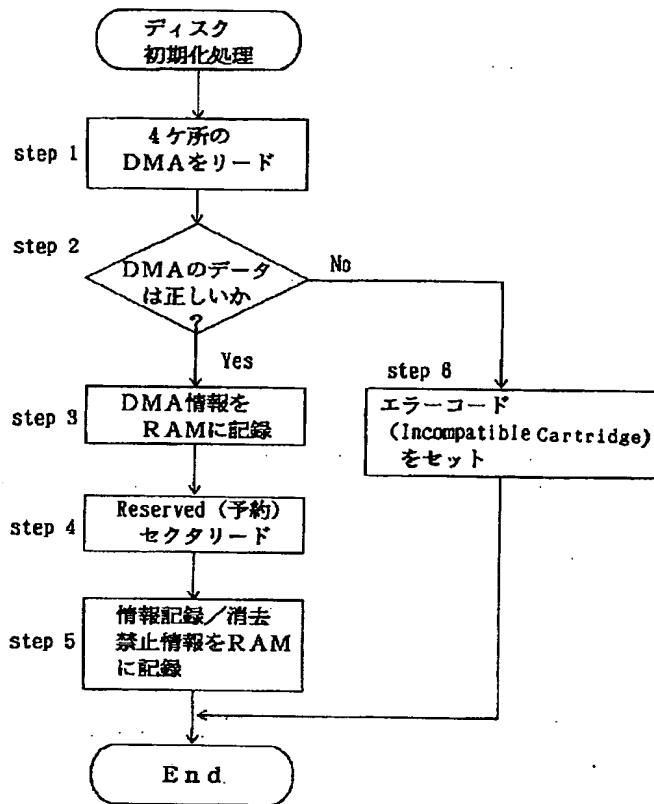 ディスク
初期化処理
step 1
4ケ所の
DMAをリード
step 2
DMAのデータ
は正しいか
?
No
Yes
step 3
DMA情報を
RAMに記録
step 6
エラーコード
(Incompatible Cartridge)
をセット
step 4
Reserved (予約)
セクタリード
step 5
情報記録/消去
禁止情報をRAM
に記録
End